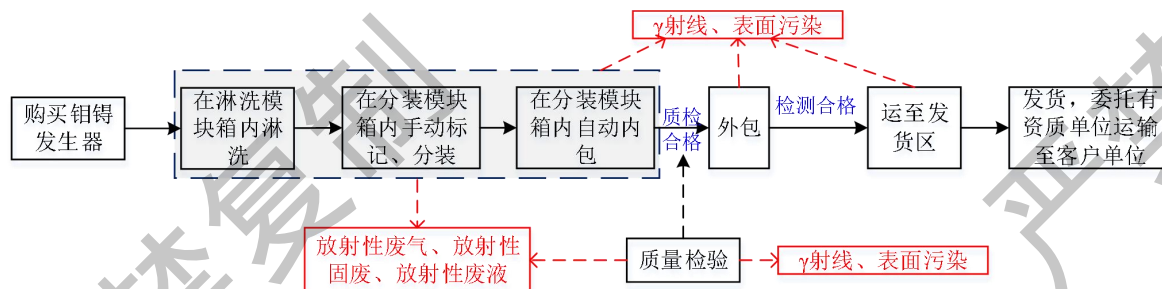 γ射线、表面污染
购买钼锝
发生器
在淋洗模
块箱内淋
洗
在分装模块
箱内手动标
记、分装
在分装模块
箱内自动内
包
质检
合格
外包
检测合格
运至发
货区
发货，委托有
资质单位运输
至客户单位
放射性废气、放射性
固废、放射性废液
质量检验
γ射线、表面污染
禁复制
严禁